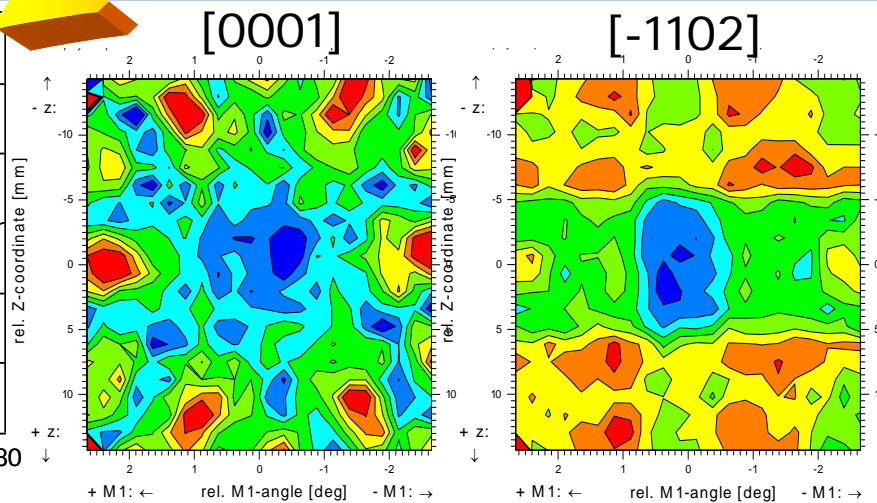 [0001]
2 1 0 -1 -2
↑
- z:
-10
-5
0
5
10
+ z:
↓
rel. Z-coordinate [mm]
2 1 0 -1 -2
+ M1: ← rel. M1-angle [deg] - M1: →
80
[-1102]
2 1 0 -1 -2
↑
- z:
-10
-5
0
5
10
+ z:
↓
rel. Z-coordinate [mm]
2 1 0 -1 -2
+ M1: ← rel. M1-angle [deg] - M1: →